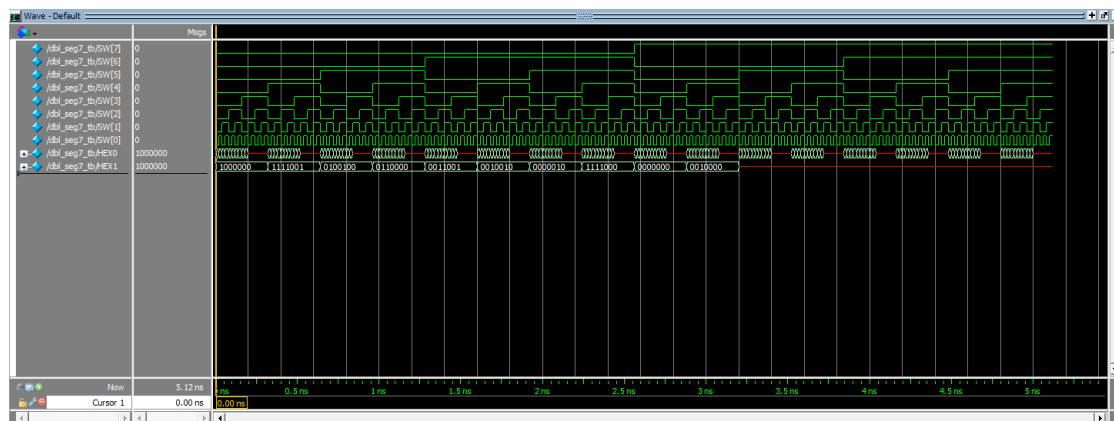 Wave - Default
Msgs
/dbl_seg7_tb/SW[7] 0
/dbl_seg7_tb/SW[6] 0
/dbl_seg7_tb/SW[5] 0
/dbl_seg7_tb/SW[4] 0
/dbl_seg7_tb/SW[3] 0
/dbl_seg7_tb/SW[2] 0
/dbl_seg7_tb/SW[1] 0
/dbl_seg7_tb/SW[0] 0
/dbl_seg7_tb/HEX0 1000000
/dbl_seg7_tb/HEX1 1000000 1000000 1111001 0100100 0110000 0011001 0010010 0000010 1111000 0000000 0010000
Now 5.12 ns ns 0.5 ns 1 ns 1.5 ns 2 ns 2.5 ns 3 ns 3.5 ns 4 ns 4.5 ns 5 ns
Cursor 1 0.00 ns 0.00 ns